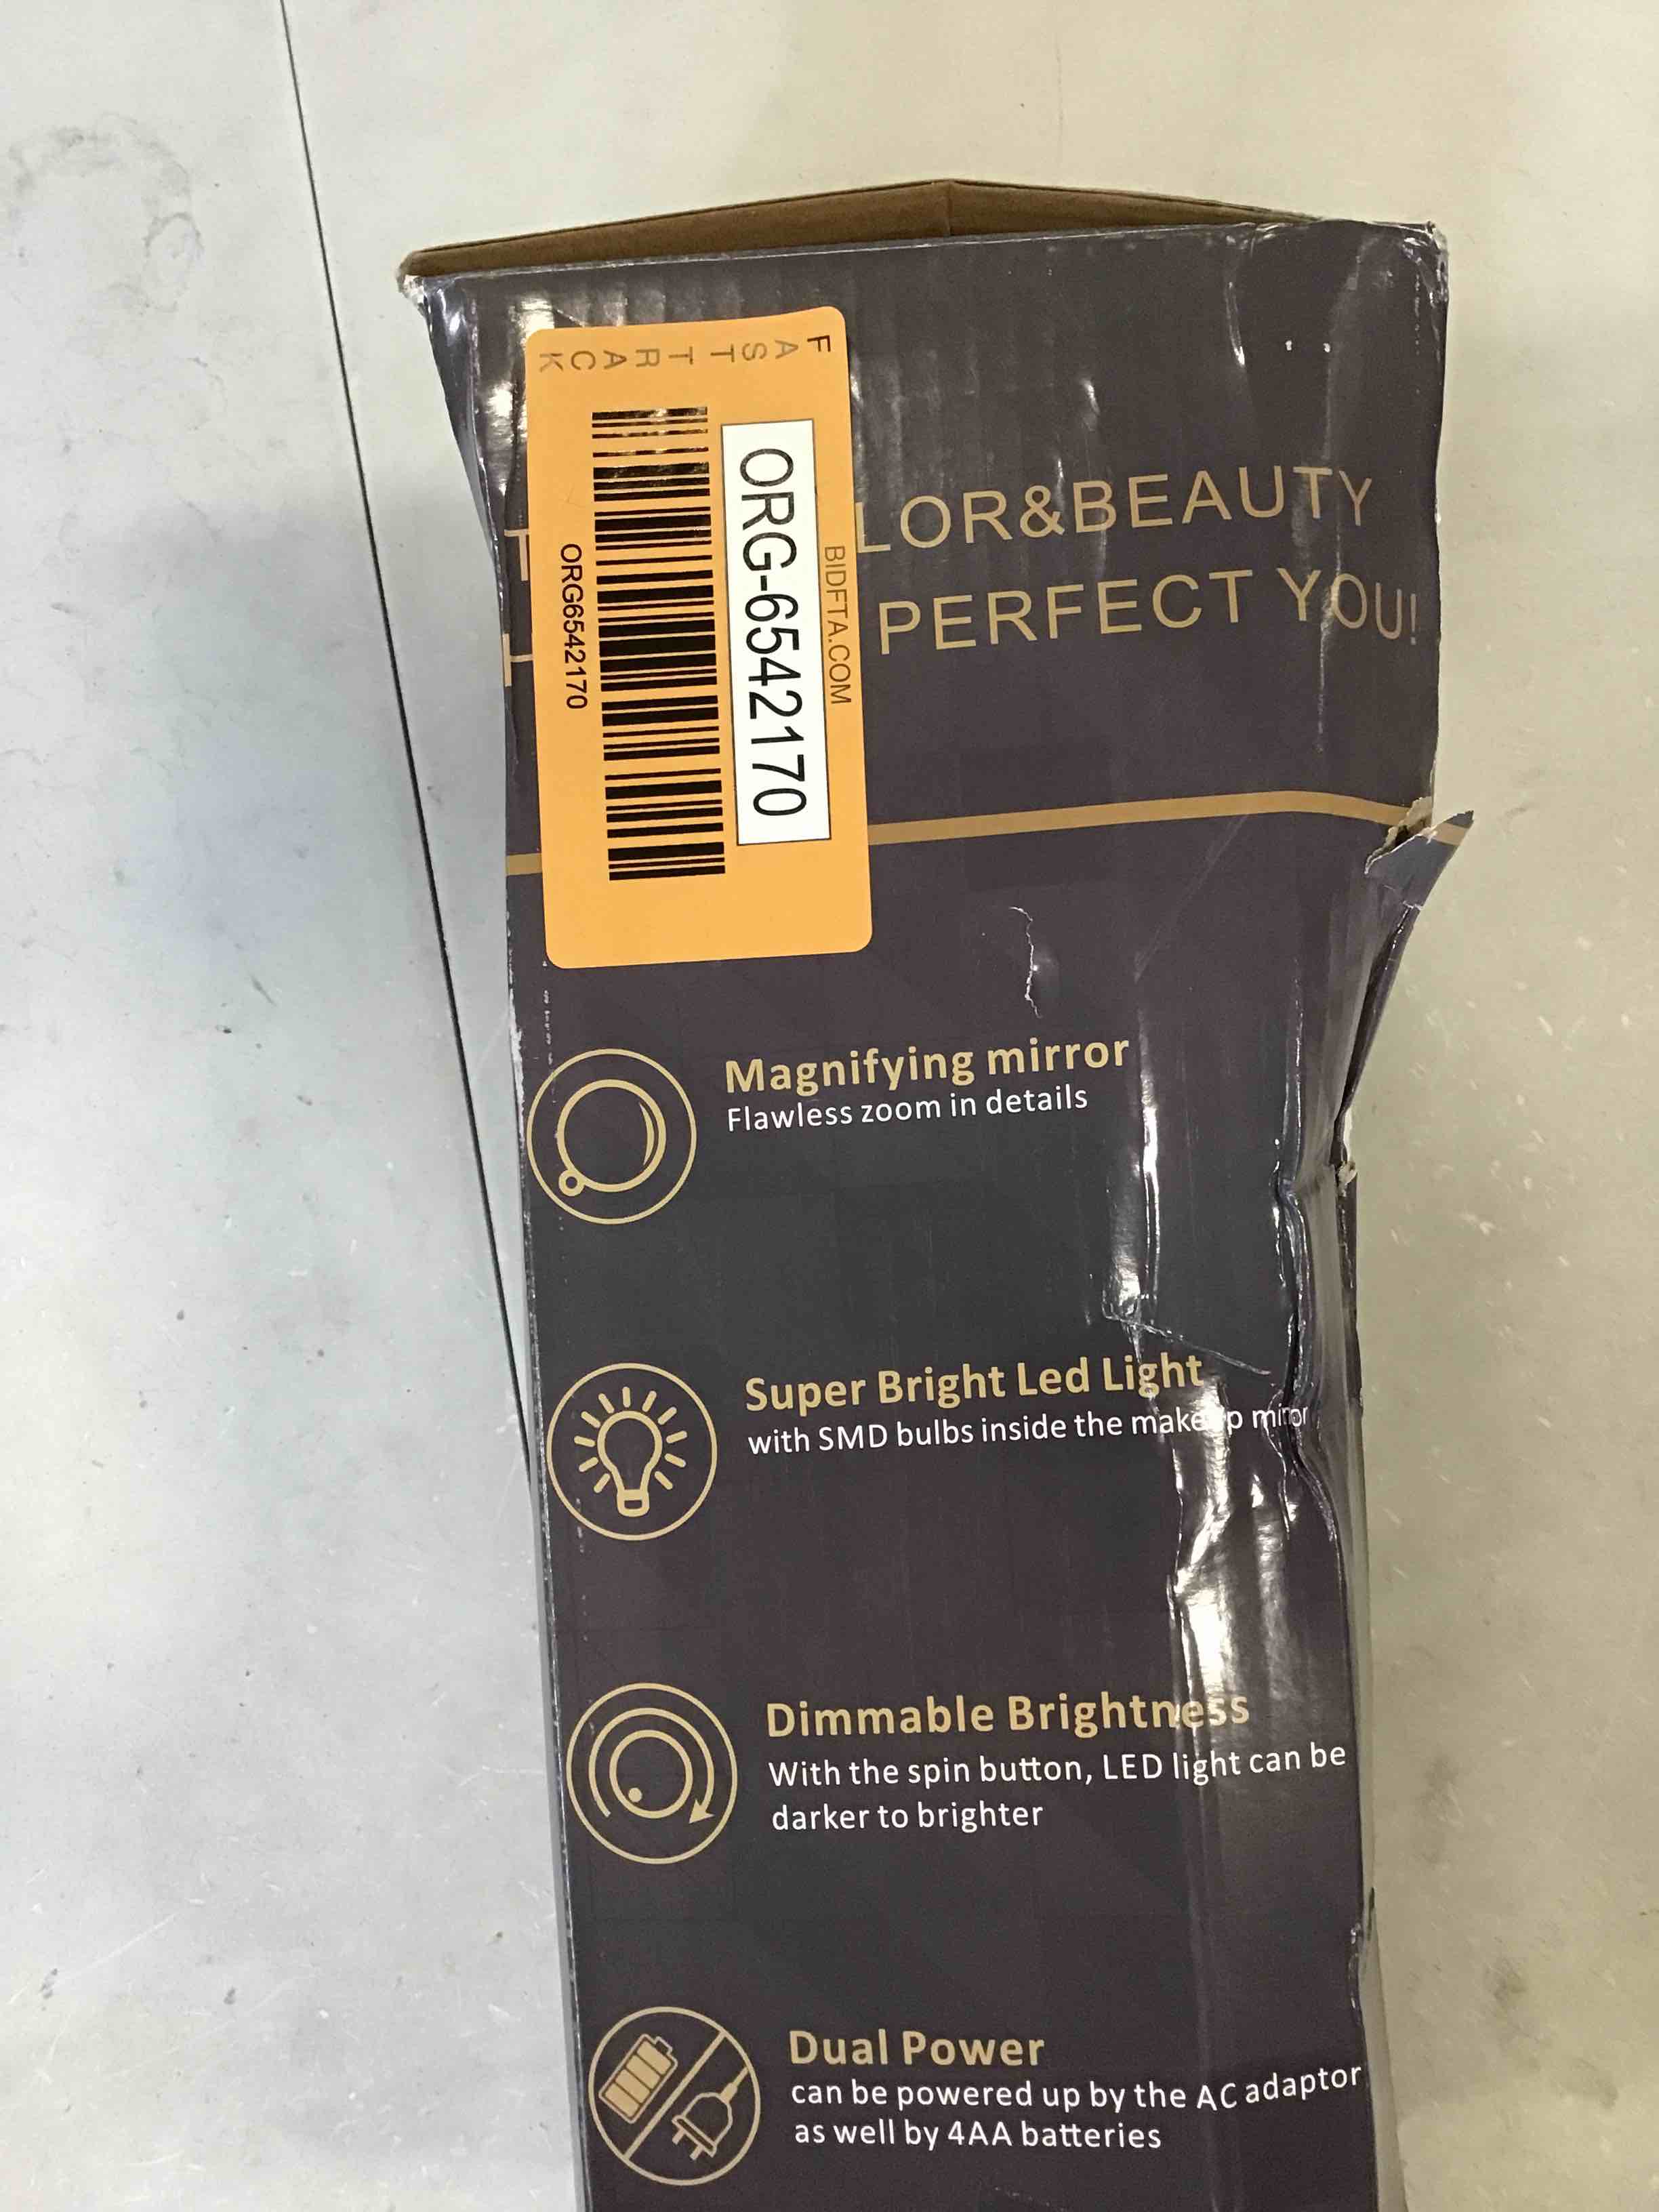 FAST TRACK
ORG6542170
ORG-6542170
BIDFTA.COM
LOR&BEAUTY
PERFECT YOU!
Magnifying mirror
Flawless zoom in details
Super Bright Led Light
with SMD bulbs inside the makeup mirror
Dimmable Brightness
With the spin button, LED light can be
darker to brighter
Dual Power
can be powered up by the AC adaptor
as well by 4AA batteries